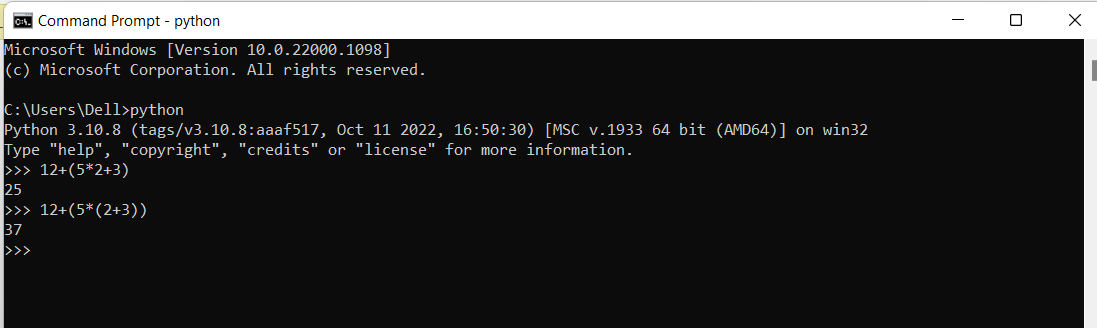 Command Prompt - python
Microsoft Windows [Version 10.0.22000.1098]
(c) Microsoft Corporation. All rights reserved.
C:\Users\Dell>python
Python 3.10.8 (tags/v3.10.8:aaaf517, Oct 11 2022, 16:50:30) [MSC v.1933 64 bit (AMD64)] on win32
Type "help", "copyright", "credits" or "license" for more information.
>>> 12+(5*2+3)
25
>>> 12+(5*(2+3))
37
>>>